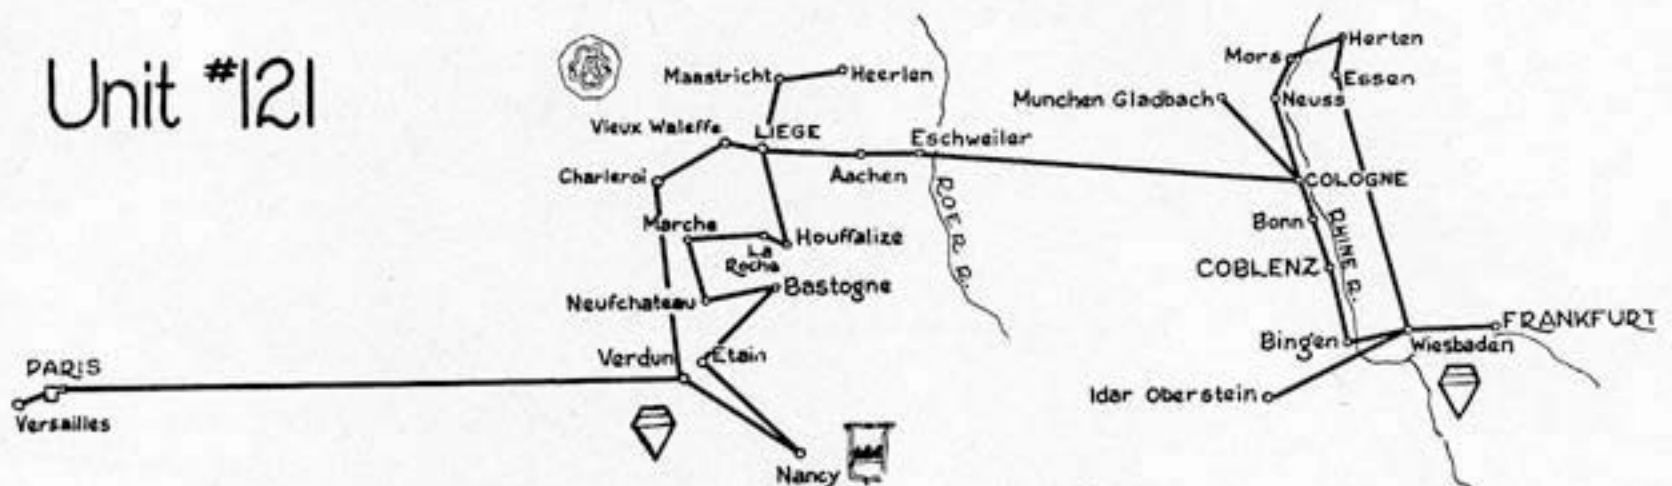 Unit #121
Maastricht
Heerlen
Vieux Waleffe
LIEGE
Charleroi
Aachen
Eschweiler
Marche
La
Roche
Houffalize
Neufchateau
Bastogne
Verdun
Etain
PARIS
Versailles
Nancy
ROER R.
Mors
Herten
Essen
Munchen Gladbach
Neuss
COLOGNE
Bonn
RHINE R.
COBLENZ
Bingen
FRANKFURT
Wiesbaden
Idar Oberstein